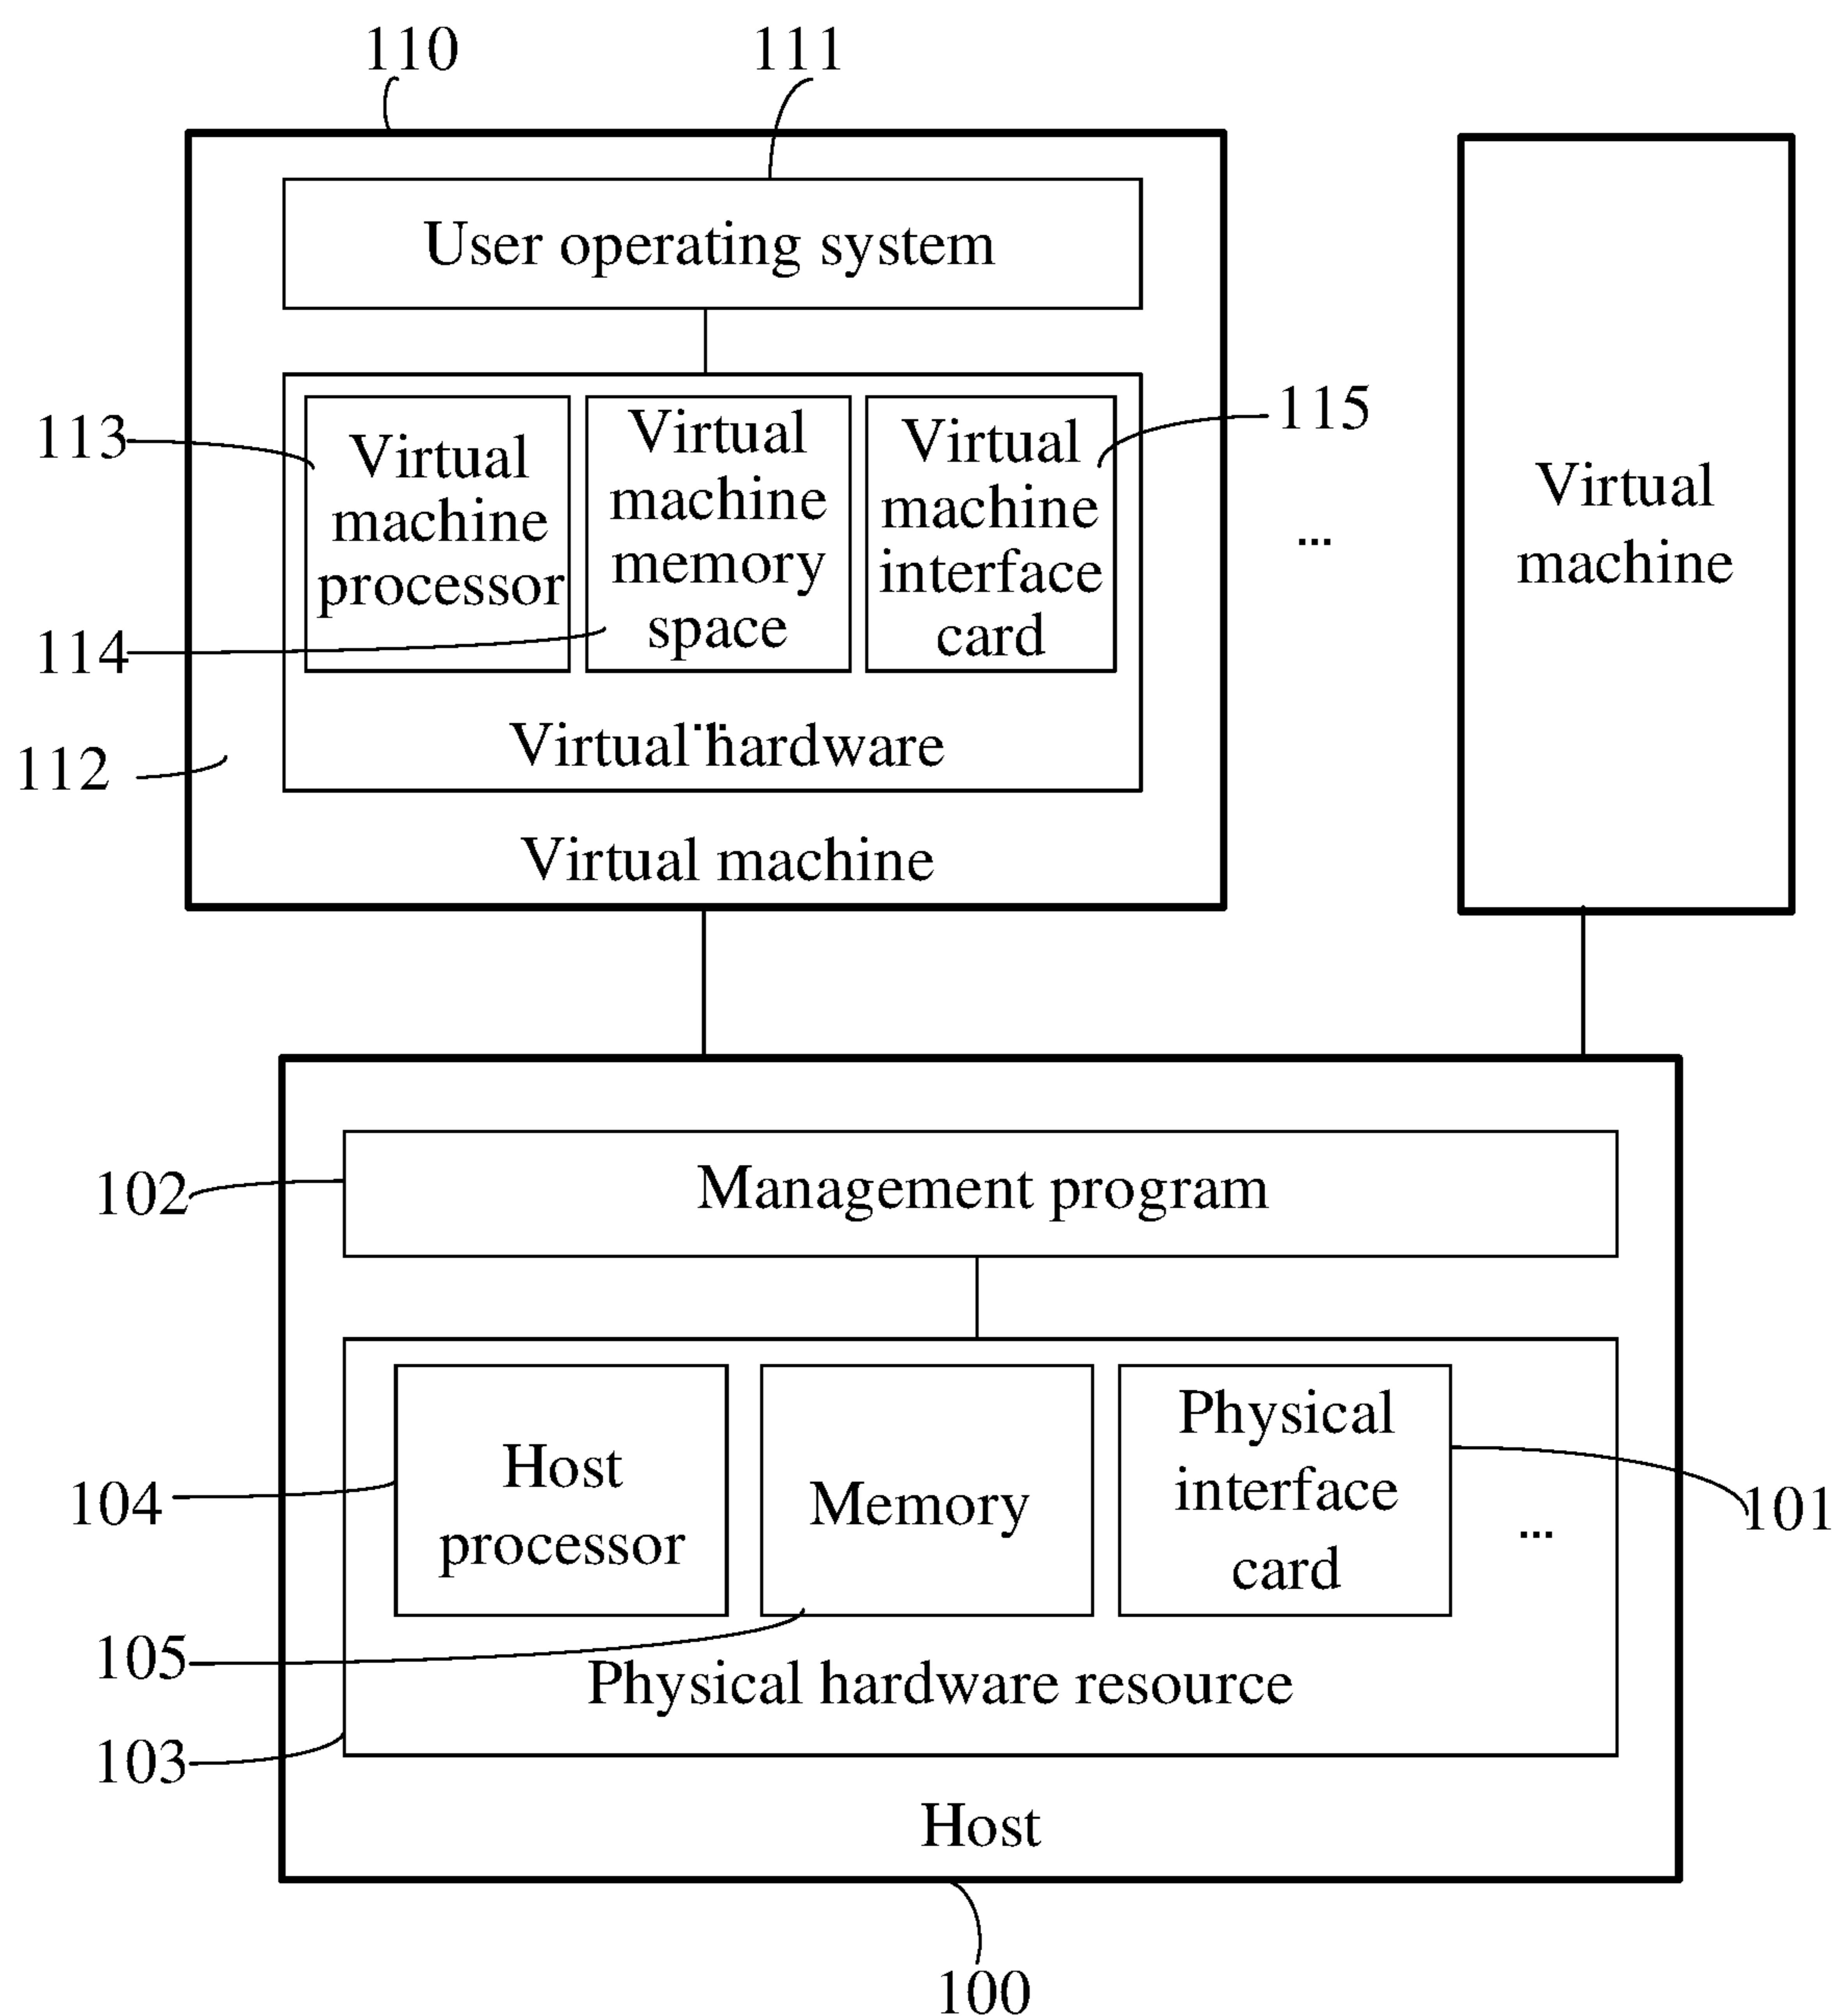 110
111
User operating system
113
Virtual
machine
processor
Virtual
machine
memory
space
Virtual
machine
interface
card
115
...
Virtual
machine
114
Virtual hardware
...
112
Virtual machine
102
Management program
104
Host
processor
Memory
Physical
interface
card
...
101
105
Physical hardware resource
103
Host
100